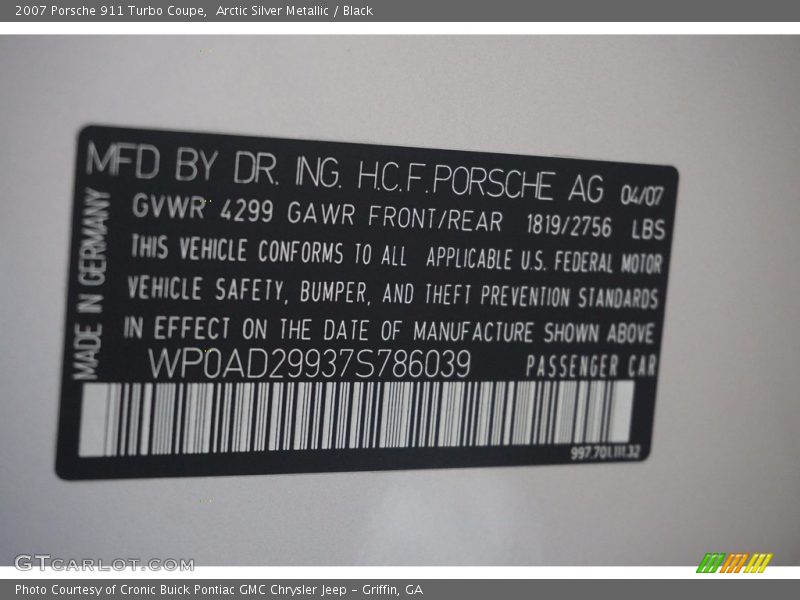 2007 Porsche 911 Turbo Coupe,  Arctic Silver Metallic / Black
MFD BY DR. ING. H.C.F. PORSCHE AG 04/07
GVWR 4299 GAWR FRONT/REAR 1819/2756 LBS
THIS VEHICLE CONFORMS TO ALL APPLICABLE U.S. FEDERAL MOTOR
VEHICLE SAFETY, BUMPER, AND THEFT PREVENTION STANDARDS
IN EFFECT ON THE DATE OF MANUFACTURE SHOWN ABOVE
WP0AD29937S786039 PASSENGER CAR
MADE IN GERMANY
997.701.111.32
GTCARLOT.COM
Photo Courtesy of Cronic Buick Pontiac GMC Chrysler Jeep - Griffin, GA